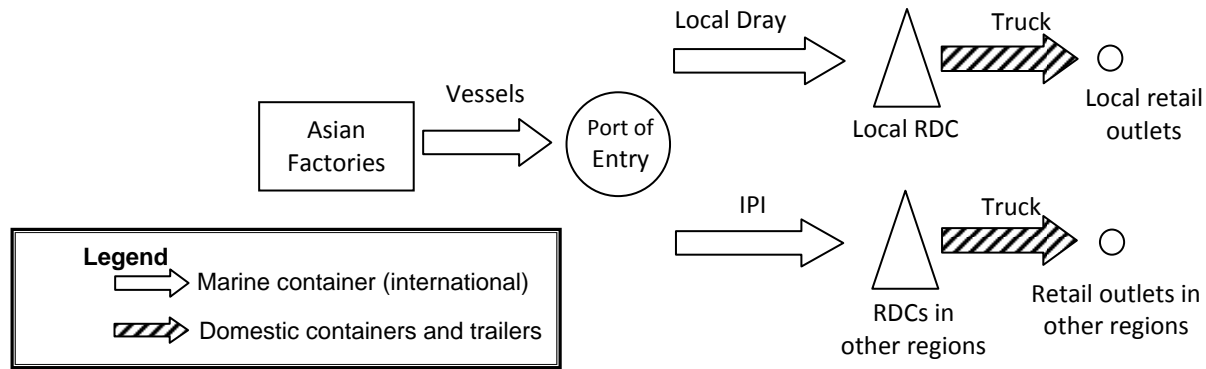 Local Dray
Truck
Vessels
Asian
Factories
Port of
Entry
Local RDC
Local retail
outlets
IPI
Truck
RDCs in
other regions
Retail outlets in
other regions
Legend
Marine container (international)
Domestic containers and trailers